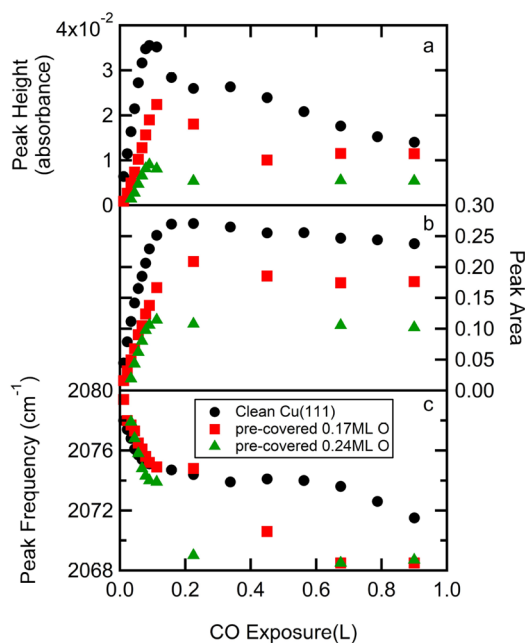 4x10-2
a
3
2
1
0
Peak Height
(absorbance)
0.30
b
0.25
0.20
0.15
0.10
0.05
0.00
Peak Area
2080
c
2076
2072
2068
Peak Frequency (cm-1)
Clean Cu(111)
pre-covered 0.17ML O
pre-covered 0.24ML O
0.0 0.2 0.4 0.6 0.8 1.0
CO Exposure(L)